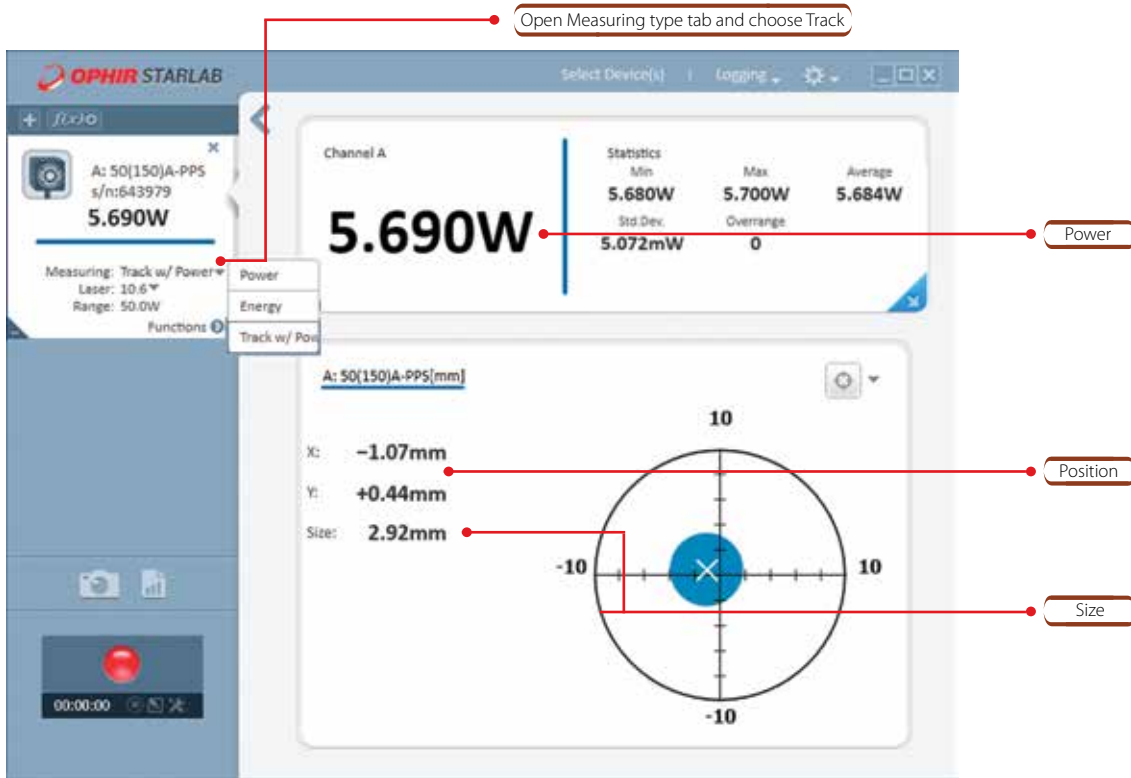 Open Measuring type tab and choose Track
OPHIR STARLAB
Select Device(s) | Logging
f(x)
A: 50(150)A-PPS
s/n:643979
5.690W
Measuring: Track w/ Power
Laser: 10.6
Range: 50.0W
Functions
Power
Energy
Track w/ Pow
Channel A
5.690W
Statistics
Min Max Average
5.680W 5.700W 5.684W
Std.Dev. Overrange
5.072mW 0
Power
A: 50(150)A-PPS[mm]
X: −1.07mm
Y: +0.44mm
Size: 2.92mm
10
-10
10
-10
Position
Size
00:00:00